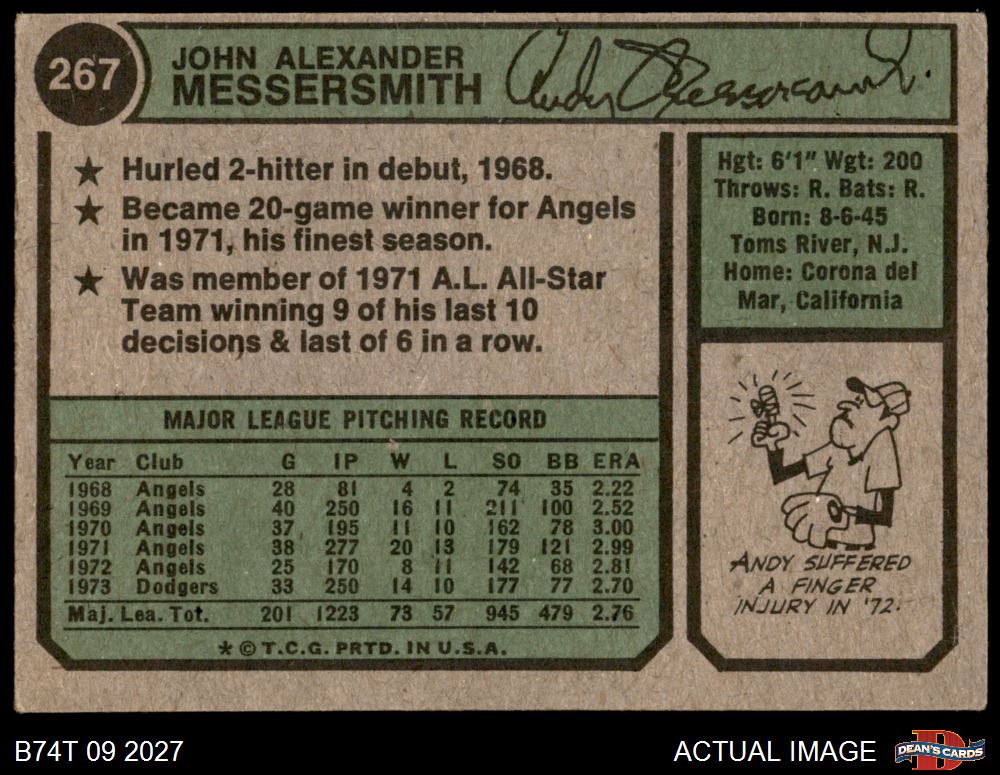 267
JOHN ALEXANDER
MESSERSMITH
Andy Messersmith
★ Hurled 2-hitter in debut, 1968.
★ Became 20-game winner for Angels
in 1971, his finest season.
★ Was member of 1971 A.L. All-Star
Team winning 9 of his last 10
decisions & last of 6 in a row.
MAJOR LEAGUE PITCHING RECORD
Year Club G IP W L SO BB ERA
1968 Angels 28 81 4 2 74 35 2.22
1969 Angels 40 250 16 11 211 100 2.52
1970 Angels 37 195 11 10 162 78 3.00
1971 Angels 38 277 20 13 179 121 2.99
1972 Angels 25 170 8 11 142 68 2.81
1973 Dodgers 33 250 14 10 177 77 2.70
Maj. Lea. Tot. 201 1223 73 57 945 479 2.76
* © T.C.G. PRTD. IN U.S.A.
Hgt: 6'1" Wgt: 200
Throws: R. Bats: R.
Born: 8-6-45
Toms River, N.J.
Home: Corona del
Mar, California
ANDY SUFFERED
A FINGER
INJURY IN '72.
B74T 09 2027
ACTUAL IMAGE
DEAN'S CARDS